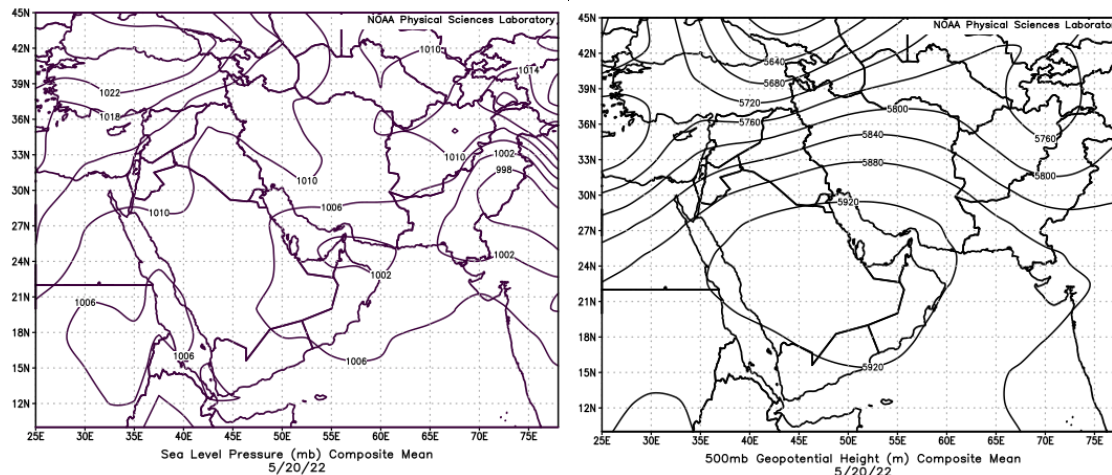 NOAA Physical Sciences Laboratory
45N
42N
39N
36N
33N
30N
27N
24N
21N
18N
15N
12N
1010
1014
1022
1018
1010
1002
998
1010
1010
1006
1002
1002
1006
1006
1006
25E 30E 35E 40E 45E 50E 55E 60E 65E 70E 75E
Sea Level Pressure (mb) Composite Mean
5/20/22
NOAA Physical Sciences Laborator
45N
42N
39N
36N
33N
30N
27N
24N
21N
18N
15N
12N
5640
5680
5720
5760
5800
5840
5760
5880
5800
5920
5920
25E 30E 35E 40E 45E 50E 55E 60E 65E 70E 75E
500mb Geopotential Height (m) Composite Mean
5/20/22